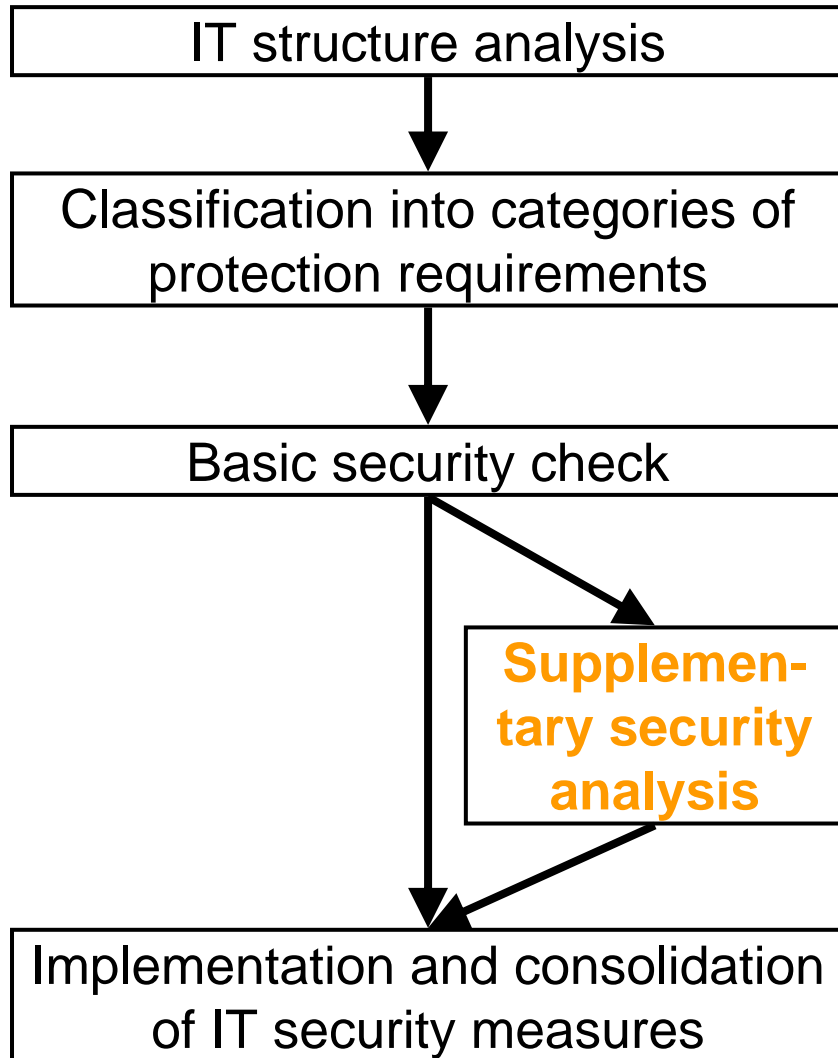 IT structure analysis
Classification into categories of
protection requirements
Basic security check
Supplemen-
tary security
analysis
Implementation and consolidation
of IT security measures